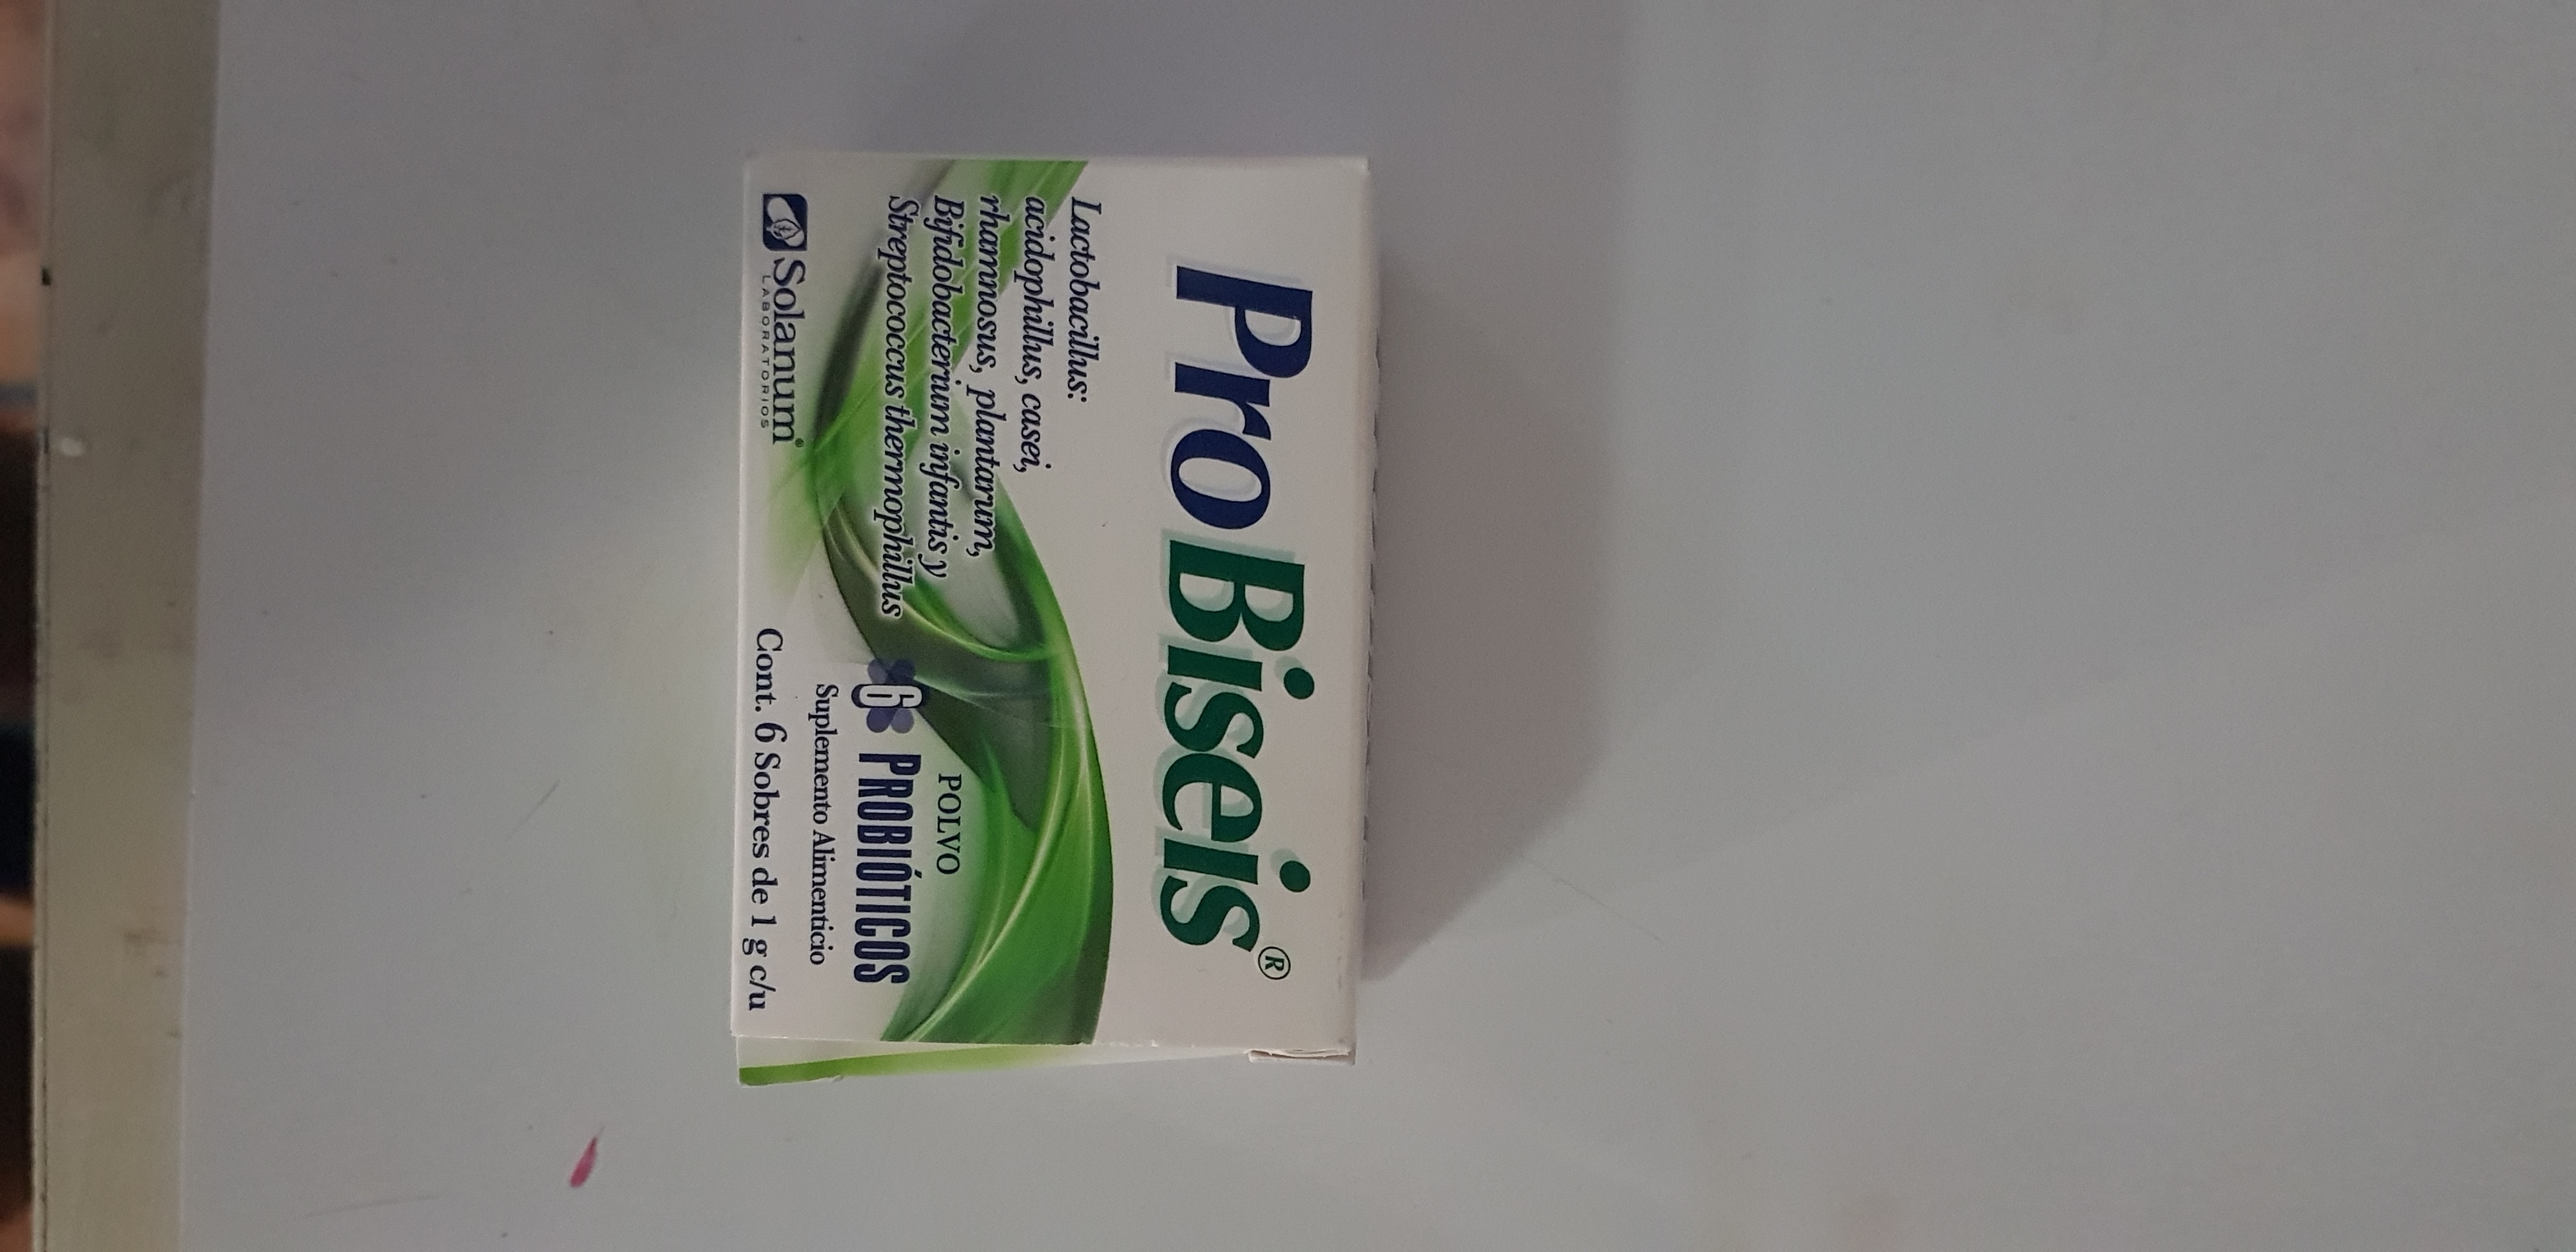 ProBiseis®
Lactobacillus:
acidophillus, casei,
rhamnosus, plantarum,
Bifidobacterium infantis y
Streptococcus thermophillus
POLVO
6 PROBIÓTICOS
Suplemento Alimenticio
Solanum®
LABORATORIOS
Cont. 6 Sobres de 1 g c/u